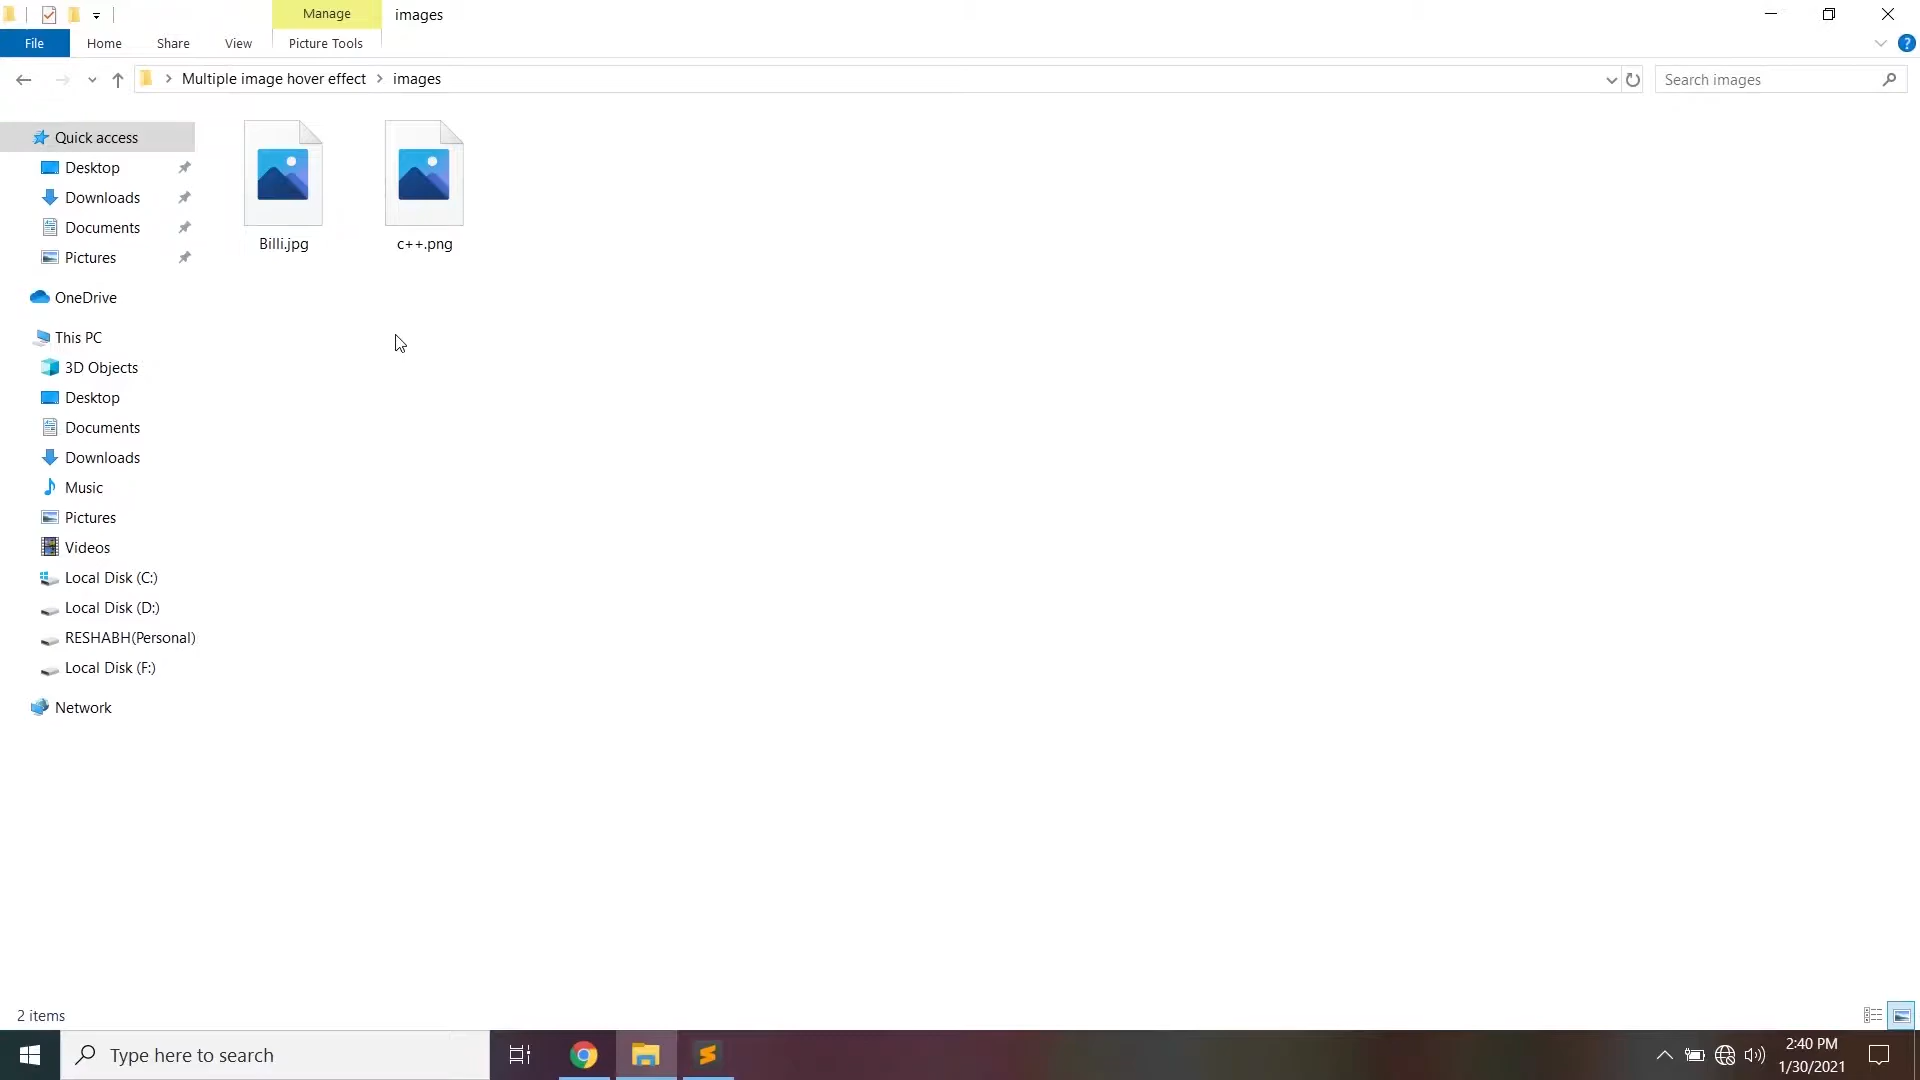 Manage
images
File
Home
Share
View
Picture Tools
Multiple image hover effect
images
Search images
Quick access
Desktop
Downloads
Documents
Pictures
OneDrive
This PC
3D Objects
Desktop
Documents
Downloads
Music
Pictures
Videos
Local Disk (C:)
Local Disk (D:)
RESHABH(Personal)
Local Disk (F:)
Network
Billi.jpg
c++.png
2 items
Type here to search
2:40 PM
1/30/2021